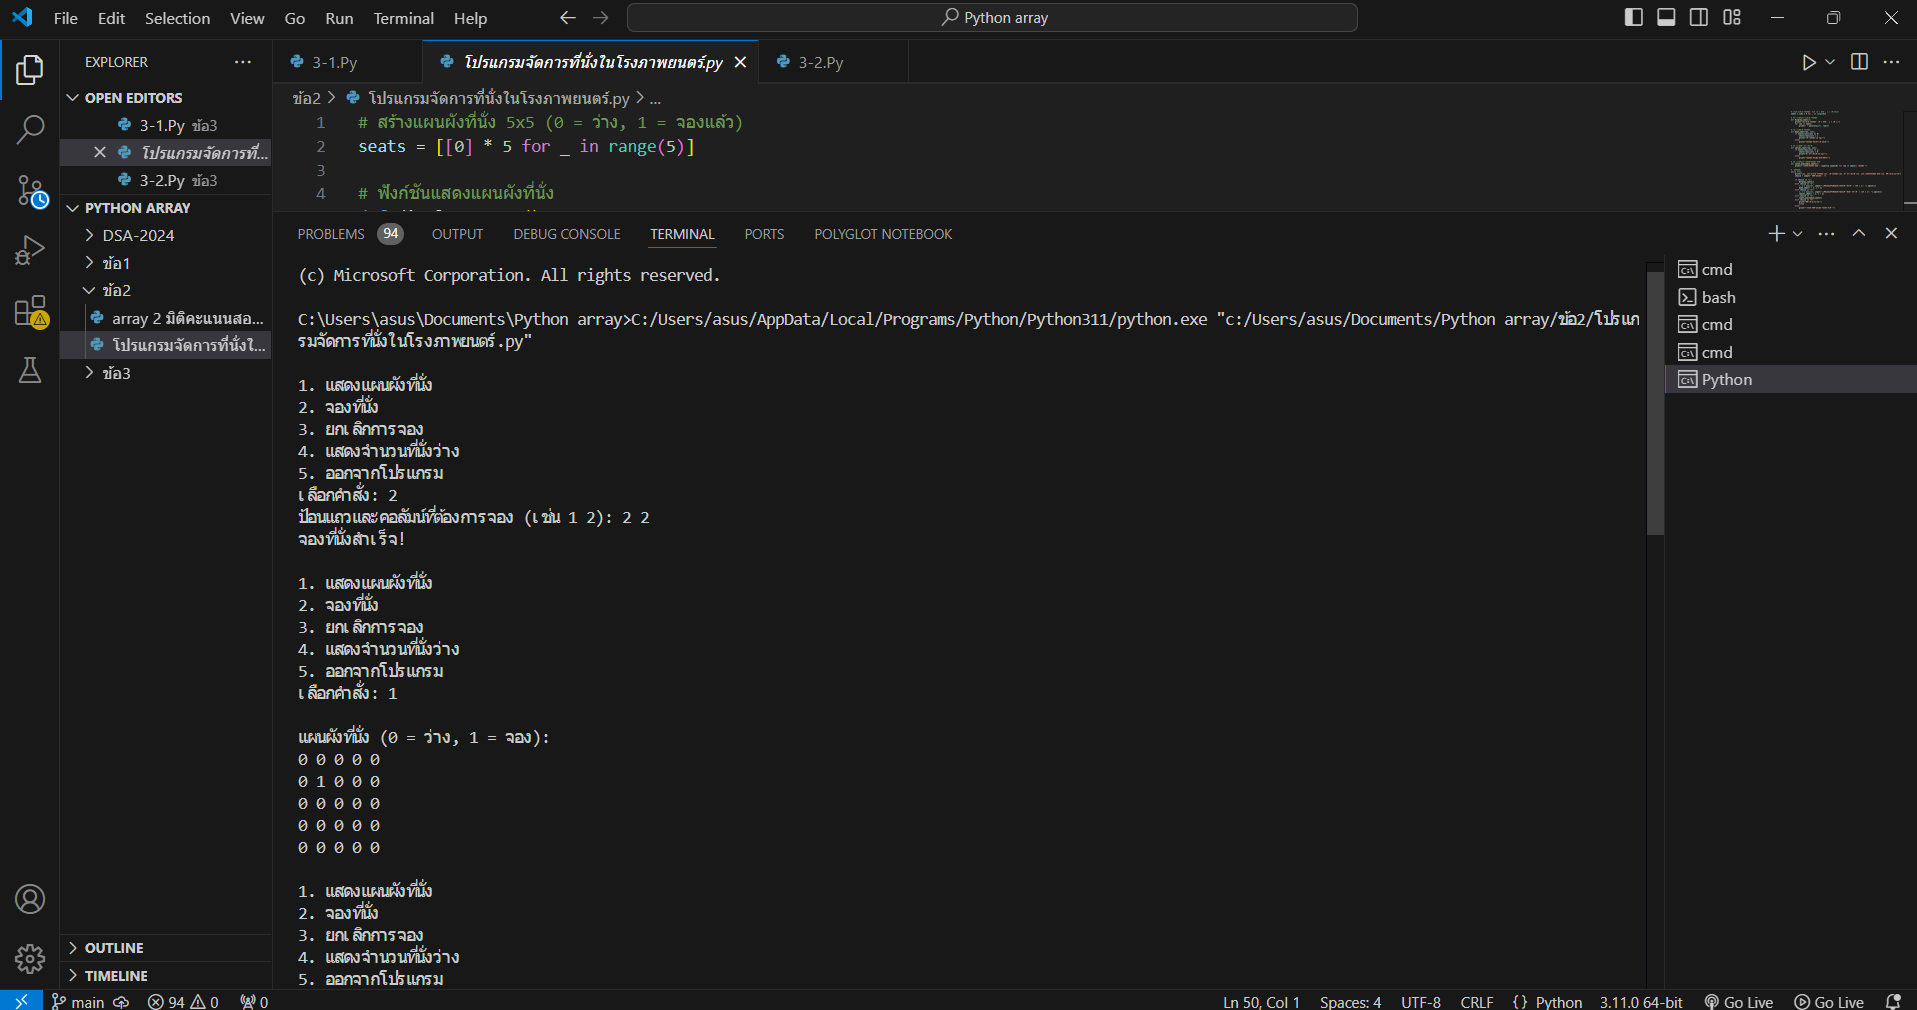 File Edit Selection View Go Run Terminal Help
Python array
EXPLORER
OPEN EDITORS
3-1.Py ข้อ3
โปรแกรมจัดการที่...
3-2.Py ข้อ3
PYTHON ARRAY
DSA-2024
ข้อ1
ข้อ2
array 2 มิติคะแนนสอ...
โปรแกรมจัดการที่นั่งใ...
ข้อ3
OUTLINE
TIMELINE
3-1.Py
โปรแกรมจัดการที่นั่งในโรงภาพยนตร์.py
3-2.Py
ข้อ2 > โปรแกรมจัดการที่นั่งในโรงภาพยนตร์.py > ...
1 # สร้างแผนผังที่นั่ง 5x5 (0 = ว่าง, 1 = จองแล้ว)
2 seats = [[0] * 5 for _ in range(5)]
3
4 # ฟังก์ชันแสดงแผนผังที่นั่ง
PROBLEMS 94 OUTPUT DEBUG CONSOLE TERMINAL PORTS POLYGLOT NOTEBOOK
(c) Microsoft Corporation. All rights reserved.
C:\Users\asus\Documents\Python array>C:/Users/asus/AppData/Local/Programs/Python/Python311/python.exe "c:/Users/asus/Documents/Python array/ข้อ2/โปรแก
รมจัดการที่นั่งในโรงภาพยนตร์.py"
1. แสดงแผนผังที่นั่ง
2. จองที่นั่ง
3. ยกเลิกการจอง
4. แสดงจำนวนที่นั่งว่าง
5. ออกจากโปรแกรม
เลือกคำสั่ง: 2
ป้อนแถวและคอลัมน์ที่ต้องการจอง (เช่น 1 2): 2 2
จองที่นั่งสำเร็จ!
1. แสดงแผนผังที่นั่ง
2. จองที่นั่ง
3. ยกเลิกการจอง
4. แสดงจำนวนที่นั่งว่าง
5. ออกจากโปรแกรม
เลือกคำสั่ง: 1
แผนผังที่นั่ง (0 = ว่าง, 1 = จอง):
0 0 0 0 0
0 1 0 0 0
0 0 0 0 0
0 0 0 0 0
0 0 0 0 0
1. แสดงแผนผังที่นั่ง
2. จองที่นั่ง
3. ยกเลิกการจอง
4. แสดงจำนวนที่นั่งว่าง
5. ออกจากโปรแกรม
cmd
bash
cmd
cmd
Python
main 94 0 0 Ln 50, Col 1 Spaces: 4 UTF-8 CRLF {} Python 3.11.0 64-bit Go Live Go Live